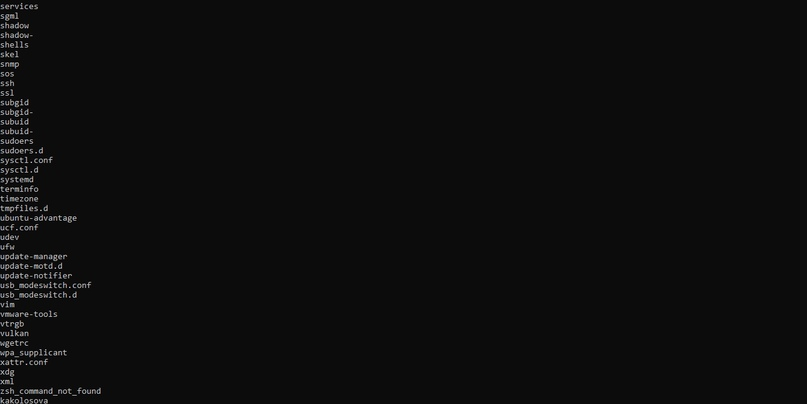 services
sgml
shadow
shadow-
shells
skel
snmp
sos
ssh
ssl
subgid
subgid-
subuid
subuid-
sudoers
sudoers.d
sysctl.conf
sysctl.d
systemd
terminfo
timezone
tmpfiles.d
ubuntu-advantage
ucf.conf
udev
ufw
update-manager
update-motd.d
update-notifier
usb_modeswitch.conf
usb_modeswitch.d
vim
vmware-tools
vtrgb
vulkan
wgetrc
wpa_supplicant
xattr.conf
xdg
xml
zsh_command_not_found
kakolosova